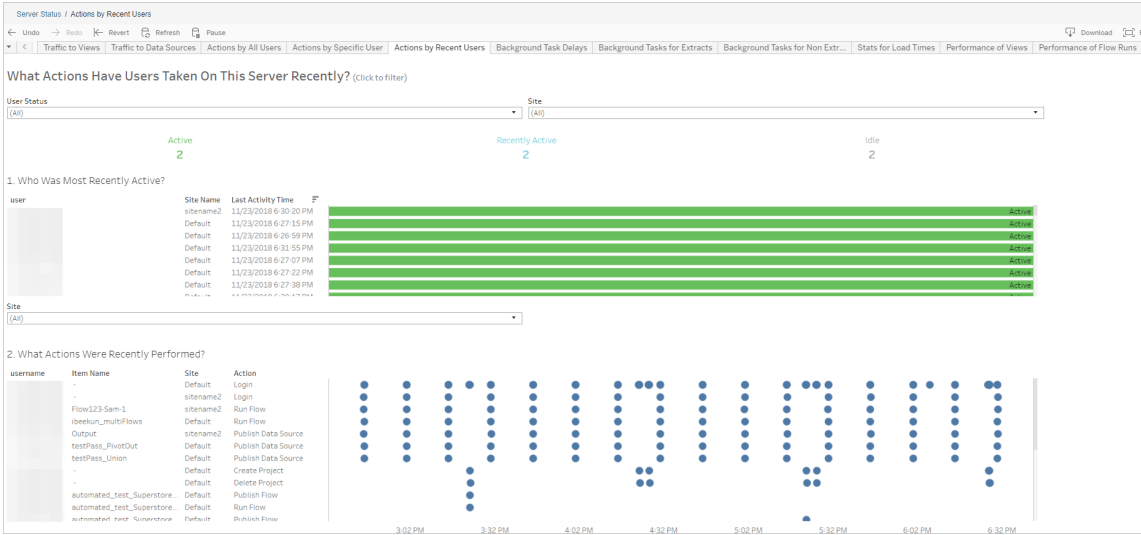 Server Status / Actions by Recent Users
← Undo → Redo Revert Refresh Pause Download
Traffic to Views Traffic to Data Sources Actions by All Users Actions by Specific User Actions by Recent Users Background Task Delays Background Tasks for Extracts Background Tasks for Non Extr... Stats for Load Times Performance of Views Performance of Flow Runs
What Actions Have Users Taken On This Server Recently? (Click to filter)
User Status Site
(All) (All)
Active Recently Active Idle
2 2 2
1. Who Was Most Recently Active?
user Site Name Last Activity Time
sitename2 11/23/2018 6:30:20 PM Active
Default 11/23/2018 6:27:15 PM Active
Default 11/23/2018 6:26:59 PM Active
Default 11/23/2018 6:31:55 PM Active
Default 11/23/2018 6:27:07 PM Active
Default 11/23/2018 6:27:22 PM Active
Default 11/23/2018 6:27:38 PM Active
Site
(All)
2. What Actions Were Recently Performed?
username Item Name Site Action
- Default Login
- sitename2 Login
Flow123-Sam-1 sitename2 Run Flow
ibeekun_multiFlows Default Run Flow
Output sitename2 Publish Data Source
testPass_PivotOut Default Publish Data Source
testPass_Union Default Publish Data Source
- Default Create Project
- Default Delete Project
automated_test_Superstore... Default Publish Flow
automated_test_Superstore... Default Run Flow
automated_test_Superstore... Default Publish Flow
3:02 PM 3:32 PM 4:02 PM 4:32 PM 5:02 PM 5:32 PM 6:02 PM 6:32 PM